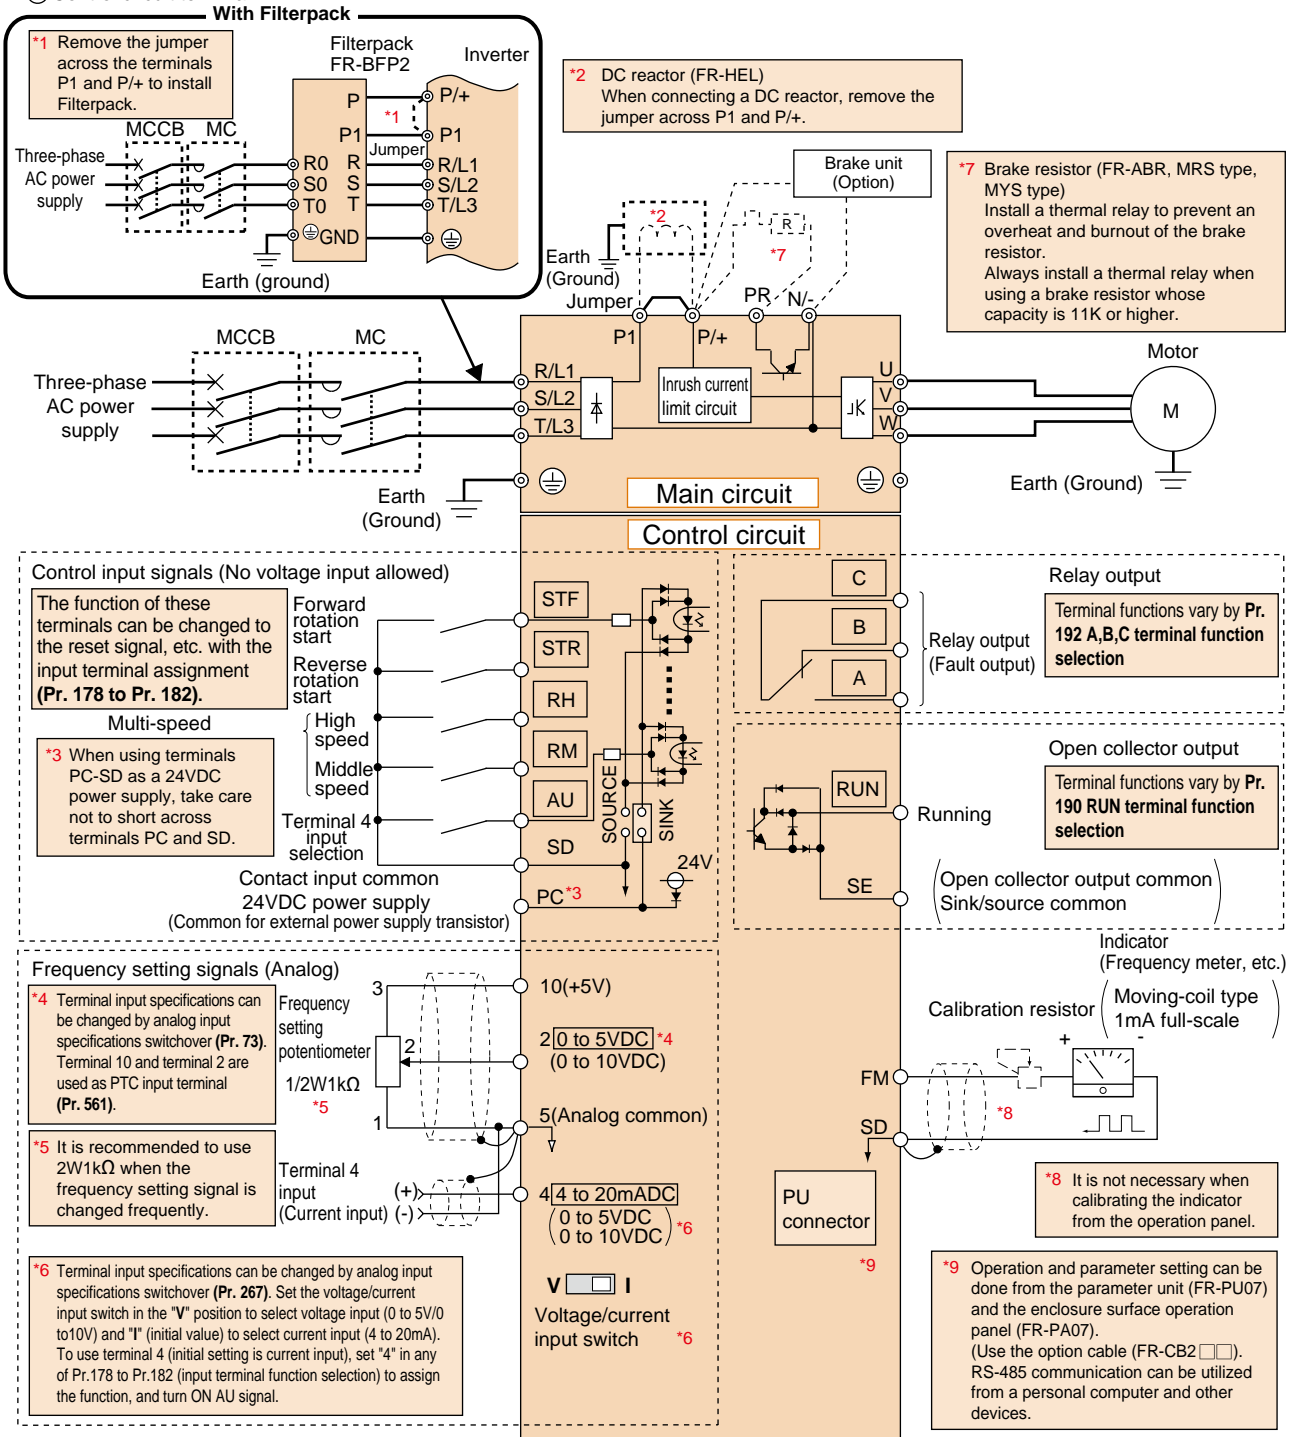 With Filterpack
*1 Remove the jumper
across the terminals
P1 and P/+ to install
Filterpack.
Filterpack
FR-BFP2
Inverter
MCCB MC
Three-phase
AC power
supply
P
P1
R0 R
S0 S
T0 T
GND
*1
Jumper
P/+
P1
R/L1
S/L2
T/L3
Earth (ground)
*2 DC reactor (FR-HEL)
When connecting a DC reactor, remove the
jumper across P1 and P/+.
Brake unit
(Option)
*7 Brake resistor (FR-ABR, MRS type,
MYS type)
Install a thermal relay to prevent an
overheat and burnout of the brake
resistor.
Always install a thermal relay when
using a brake resistor whose
capacity is 11K or higher.
*2
R
*7
Earth
(Ground)
Jumper
PR N/-
P1 P/+
MCCB MC
Three-phase
AC power
supply
R/L1
S/L2
T/L3
Inrush current
limit circuit
U
V
W
Motor
M
Earth
(Ground)
Main circuit
Earth (Ground)
Control circuit
Control input signals (No voltage input allowed)
The function of these
terminals can be changed to
the reset signal, etc. with the
input terminal assignment
(Pr. 178 to Pr. 182).
Forward
rotation
start
Reverse
rotation
start
Multi-speed
High
speed
Middle
speed
*3 When using terminals
PC-SD as a 24VDC
power supply, take care
not to short across
terminals PC and SD.
Terminal 4
input
selection
Contact input common
24VDC power supply
(Common for external power supply transistor)
STF
STR
RH
RM
AU
SD
PC *3
SOURCE
SINK
24V
C
B
A
Relay output
Relay output
(Fault output)
Terminal functions vary by Pr.
192 A,B,C terminal function
selection
RUN
SE
Running
Open collector output
Terminal functions vary by Pr.
190 RUN terminal function
selection
Open collector output common
Sink/source common
Frequency setting signals (Analog)
*4 Terminal input specifications can
be changed by analog input
specifications switchover (Pr. 73).
Terminal 10 and terminal 2 are
used as PTC input terminal
(Pr. 561).
Frequency
setting
potentiometer
1/2W1kΩ
*5
3
2
1
10(+5V)
2 0 to 5VDC *4
(0 to 10VDC)
5(Analog common)
*5 It is recommended to use
2W1kΩ when the
frequency setting signal is
changed frequently.
Terminal 4
input
(Current input)
(+)
(-)
4 4 to 20mADC
0 to 5VDC
0 to 10VDC *6
V I
Voltage/current
input switch *6
*6 Terminal input specifications can be changed by analog input
specifications switchover (Pr. 267). Set the voltage/current
input switch in the "V" position to select voltage input (0 to 5V/0
to10V) and "I" (initial value) to select current input (4 to 20mA).
To use terminal 4 (initial setting is current input), set "4" in any
of Pr.178 to Pr.182 (input terminal function selection) to assign
the function, and turn ON AU signal.
Indicator
(Frequency meter, etc.)
Calibration resistor
Moving-coil type
1mA full-scale
+ -
FM
*8
SD
PU
connector
*9
*8 It is not necessary when
calibrating the indicator
from the operation panel.
*9 Operation and parameter setting can be
done from the parameter unit (FR-PU07)
and the enclosure surface operation
panel (FR-PA07).
(Use the option cable (FR-CB2□□).
RS-485 communication can be utilized
from a personal computer and other
devices.